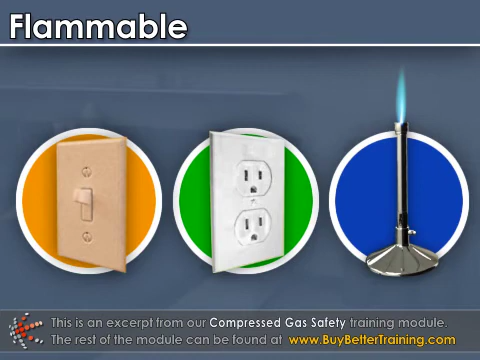 Flammable
This is an excerpt from our Compressed Gas Safety training module.
The rest of the module can be found at www.BuyBetterTraining.com